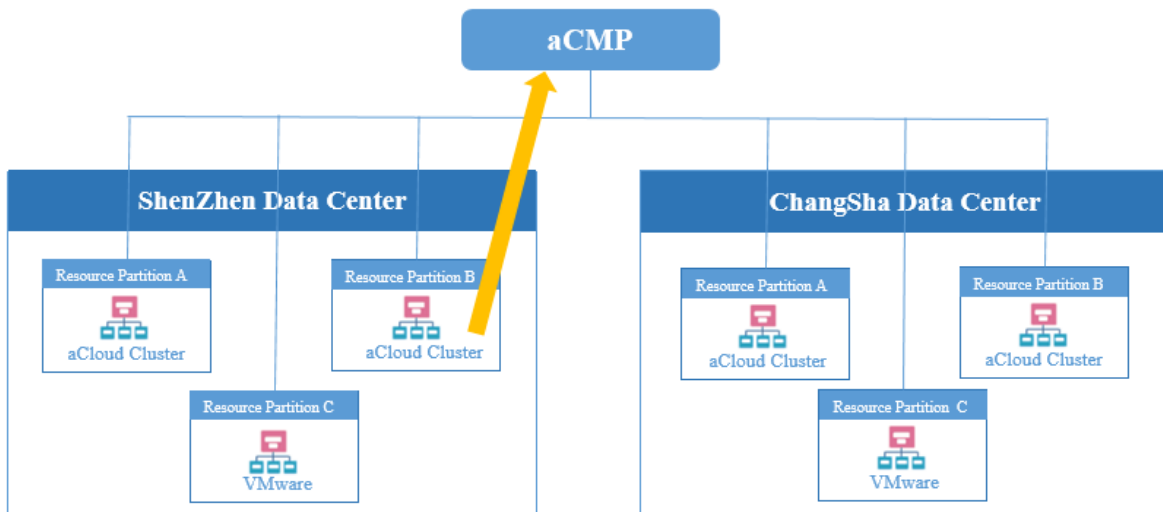 aCMP
ShenZhen Data Center
ChangSha Data Center
Resource Partition A
aCloud Cluster
Resource Partition B
aCloud Cluster
Resource Partition C
VMware
Resource Partition A
aCloud Cluster
Resource Partition B
aCloud Cluster
Resource Partition C
VMware